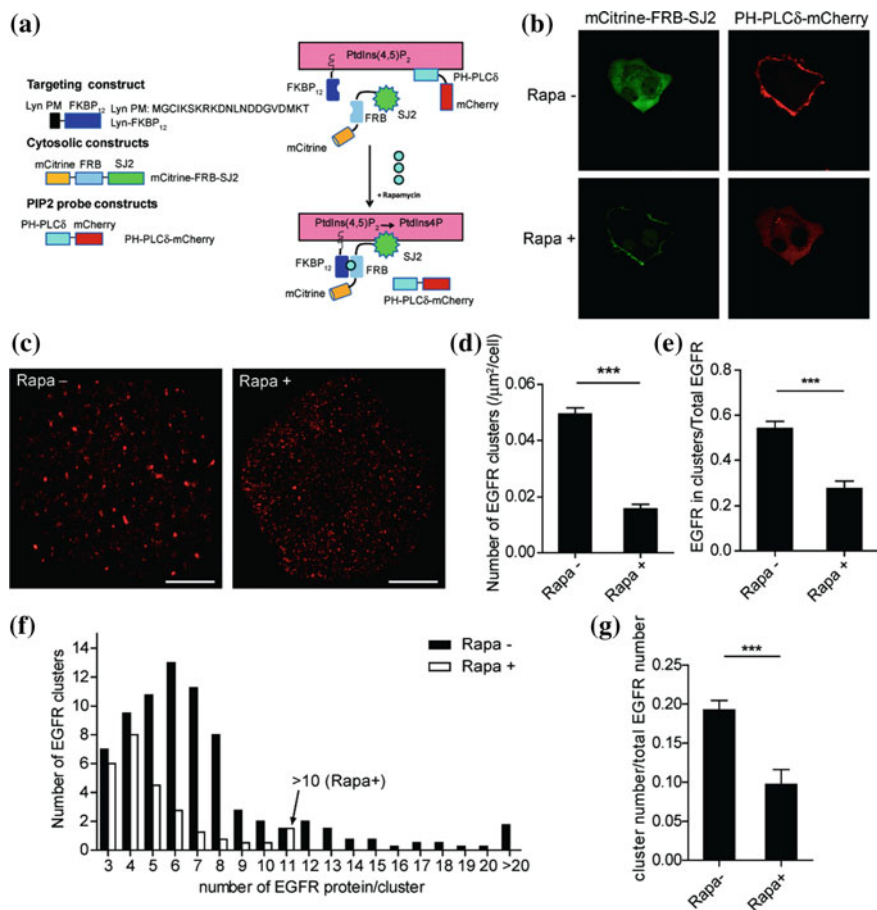 (a)
Targeting construct
Lyn PM FKBP12 Lyn PM: MGCIKSKRKDNLNDDGVDMKT
Lyn-FKBP12
Cytosolic constructs
mCitrine FRB SJ2
mCitrine-FRB-SJ2
PIP2 probe constructs
PH-PLCδ mCherry
PH-PLCδ-mCherry
PtdIns(4,5)P2
FKBP12
PH-PLCδ
mCherry
FRB
SJ2
mCitrine
+ Rapamycin
PtdIns(4,5)P2 PtdIns4P
SJ2
FKBP12
FRB
mCitrine
PH-PLCδ-mCherry
(b)
mCitrine-FRB-SJ2 PH-PLCδ-mCherry
Rapa -
Rapa +
(c)
Rapa –
Rapa +
(d)
Number of EGFR clusters (/μm²/cell)
***
0.06
0.04
0.02
0.00
Rapa -
Rapa +
(e)
EGFR in clusters/Total EGFR
***
0.8
0.6
0.4
0.2
0.0
Rapa -
Rapa +
(f)
Number of EGFR clusters
14
12
10
8
6
4
2
0
Rapa -
Rapa +
>10 (Rapa+)
3 4 5 6 7 8 9 10 11 12 13 14 15 16 17 18 19 20 >20
number of EGFR protein/cluster
(g)
cluster number/total EGFR number
***
0.25
0.20
0.15
0.10
0.05
0.00
Rapa-
Rapa+